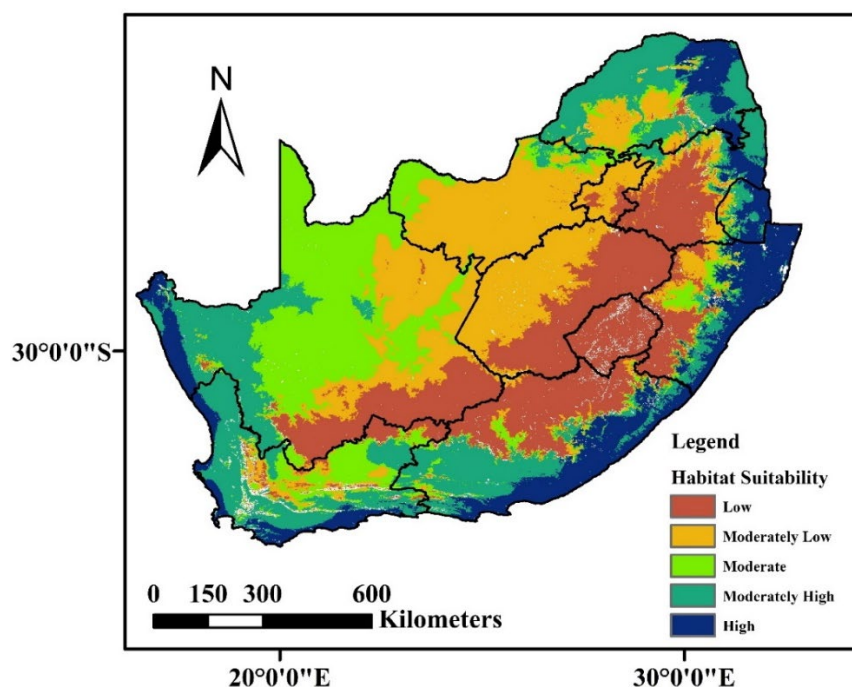 N
30°0'0"S
Legend
Habitat Suitability
Low
Moderately Low
Moderate
Moderately High
High
0 150 300 600
Kilometers
20°0'0"E 30°0'0"E